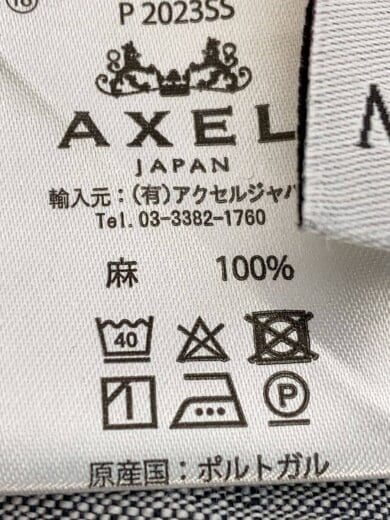 18
P 2023SS
AXEL
JAPAN
輸入元：(有)アクセルジャパ
Tel. 03-3382-1760
麻 100%
40
P
原産国：ポルトガル